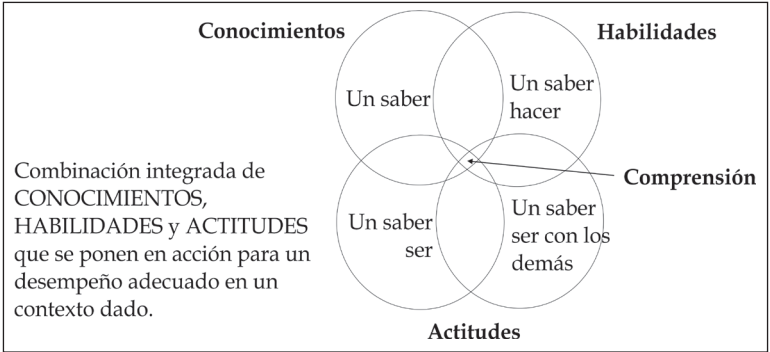 Conocimientos
Habilidades
Un saber
Un saber
hacer
Combinación integrada de
CONOCIMIENTOS,
HABILIDADES y ACTITUDES
que se ponen en acción para un
desempeño adecuado en un
contexto dado.
Comprensión
Un saber
ser
Un saber
ser con los
demás
Actitudes